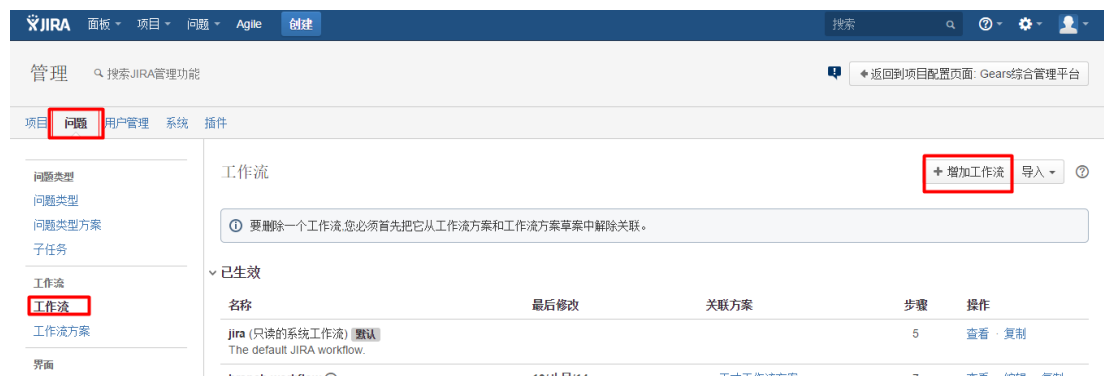 JIRA 面板 项目 问题 Agile 创建 搜索
管理 搜索JIRA管理功能 返回到项目配置页面: Gears综合管理平台
项目 问题 用户管理 系统 插件
问题类型
问题类型
问题类型方案
子任务
工作流
工作流
工作流方案
界面
工作流 + 增加工作流 导入
要删除一个工作流,您必须首先把它从工作流方案和工作流方案草案中解除关联。
已生效
名称 最后修改 关联方案 步骤 操作
jira (只读的系统工作流) 默认 5 查看 · 复制
The default JIRA workflow.